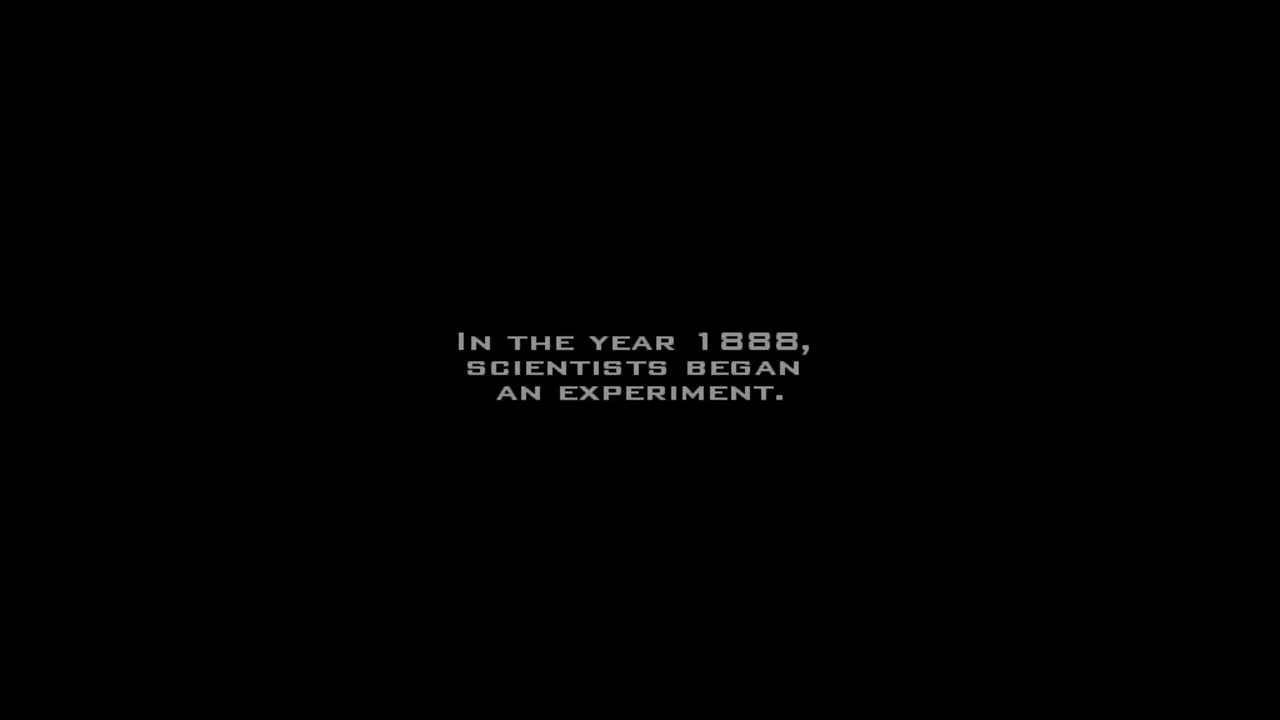 In the year 1888,
scientists began
an experiment.